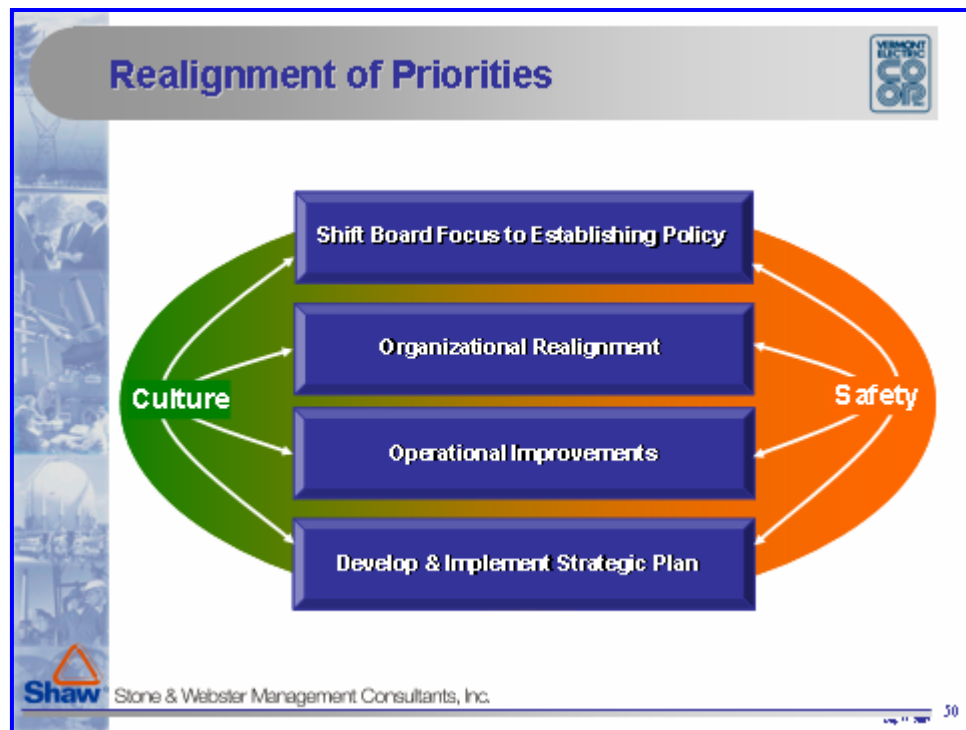 Realignment of Priorities
VERMONT
ELECTRIC
CO
OP
Shift Board Focus to Establishing Policy
Organizational Realignment
Culture
Safety
Operational Improvements
Develop & Implement Strategic Plan
Shaw
Stone & Webster Management Consultants, Inc.
50